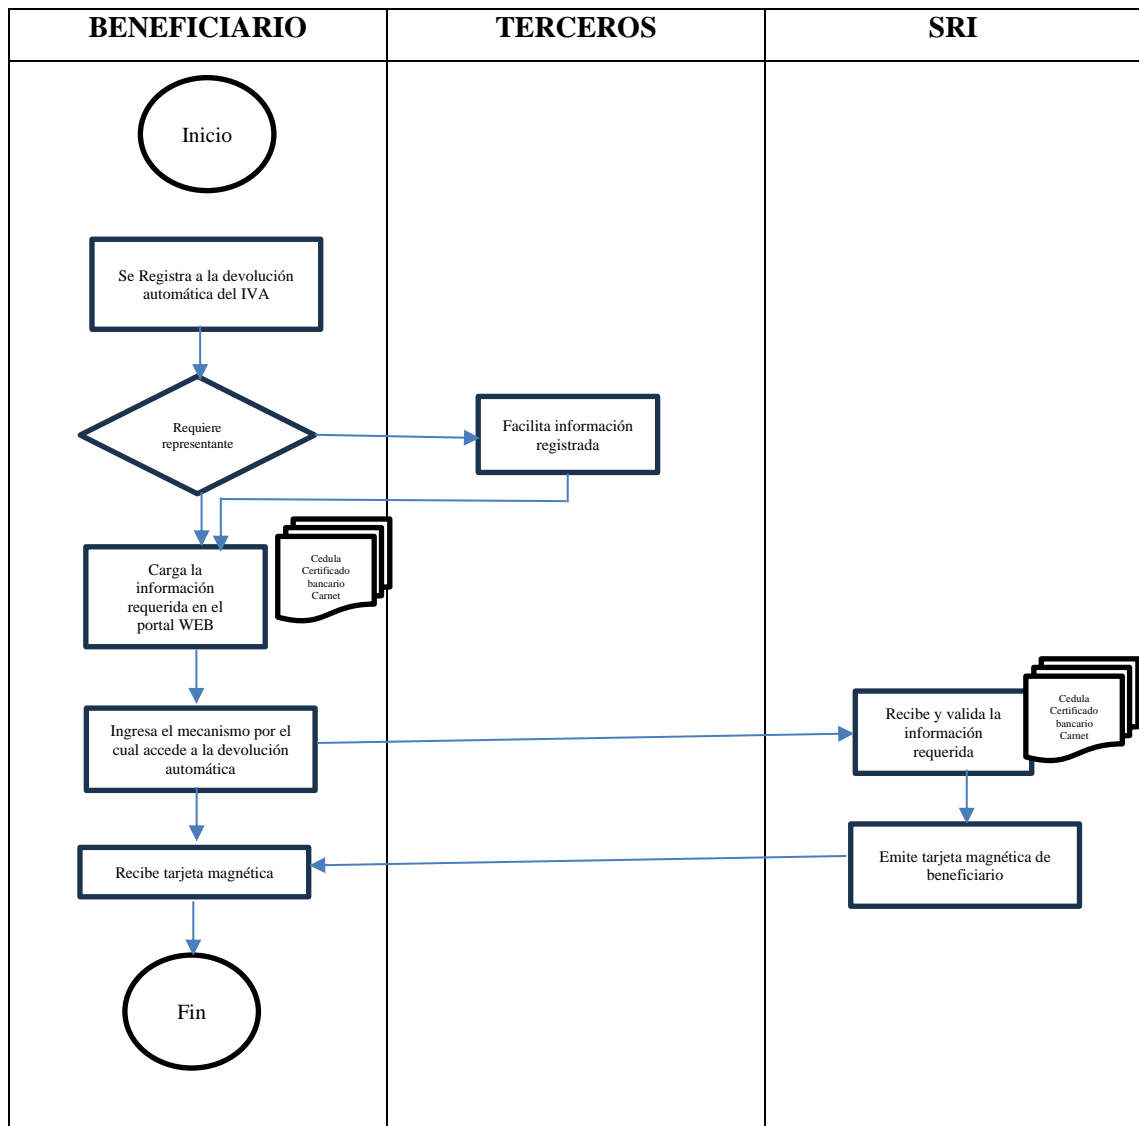 BENEFICIARIO
TERCEROS
SRI
Inicio
Se Registra a la devolución
automática del IVA
Requiere
representante
Facilita información
registrada
Carga la
información
requerida en el
portal WEB
Cedula
Certificado
bancario
Carnet
Ingresa el mecanismo por el
cual accede a la devolución
automática
Recibe y valida la
información
requerida
Cedula
Certificado
bancario
Carnet
Recibe tarjeta magnética
Emite tarjeta magnética de
beneficiario
Fin